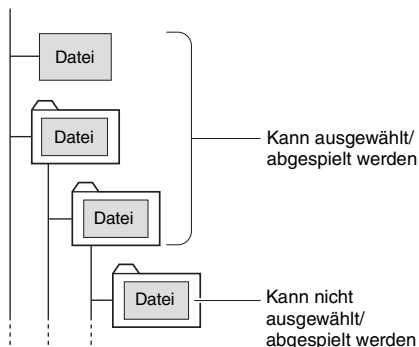 Datei
Datei
Kann ausgewählt/
abgespielt werden
Datei
Datei
Kann nicht
ausgewählt/
abgespielt werden